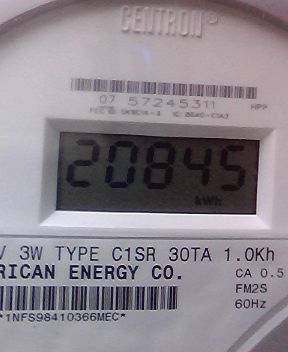 CENTRON®
07 57245311 HPP
20845
kWh
V 3W TYPE C1SR 30TA 1.0Kh
RICAN ENERGY CO.
CA 0.5
FM2S
60Hz
*1NFS98410366MEC*